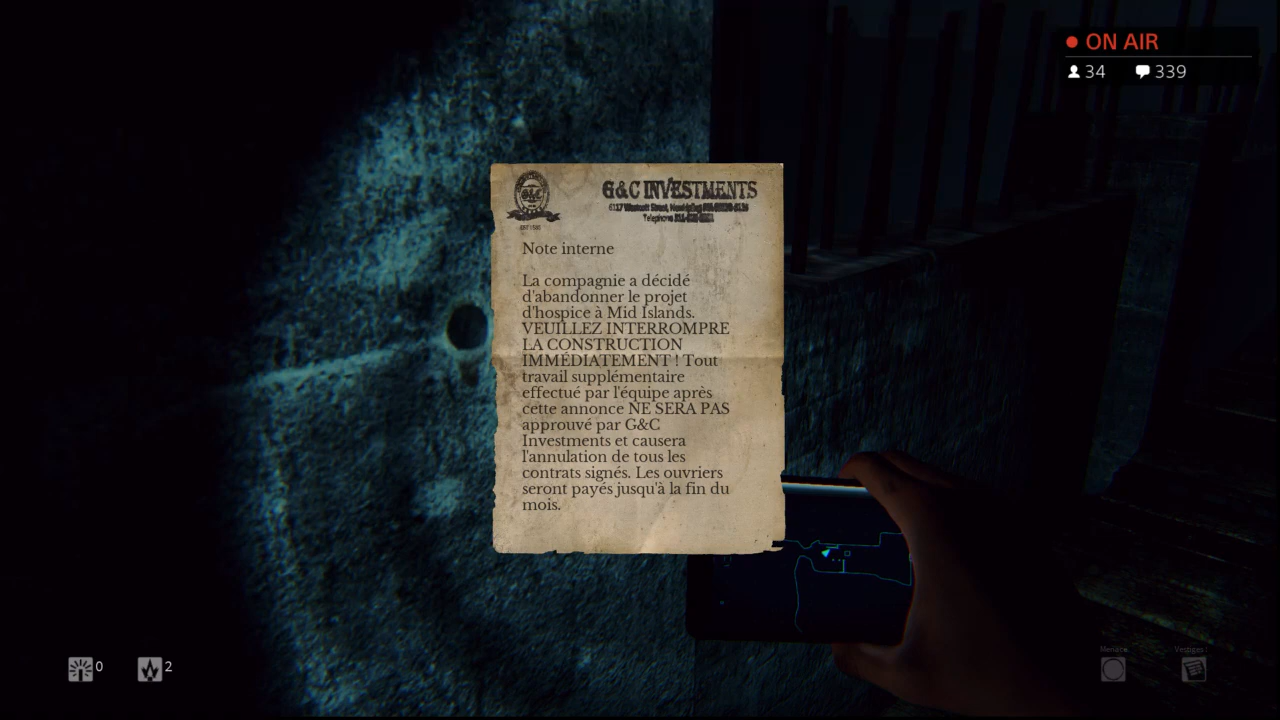 ON AIR
34 339
G&C INVESTMENTS
Note interne
La compagnie a décidé
d'abandonner le projet
d'hospice à Mid Islands.
VEUILLEZ INTERROMPRE
LA CONSTRUCTION
IMMÉDIATEMENT ! Tout
travail supplémentaire
effectué par l'équipe après
cette annonce NE SERA PAS
approuvé par G&C
Investments et causera
l'annulation de tous les
contrats signés. Les ouvriers
seront payés jusqu'à la fin du
mois.
Menace
Vestiges
0 2